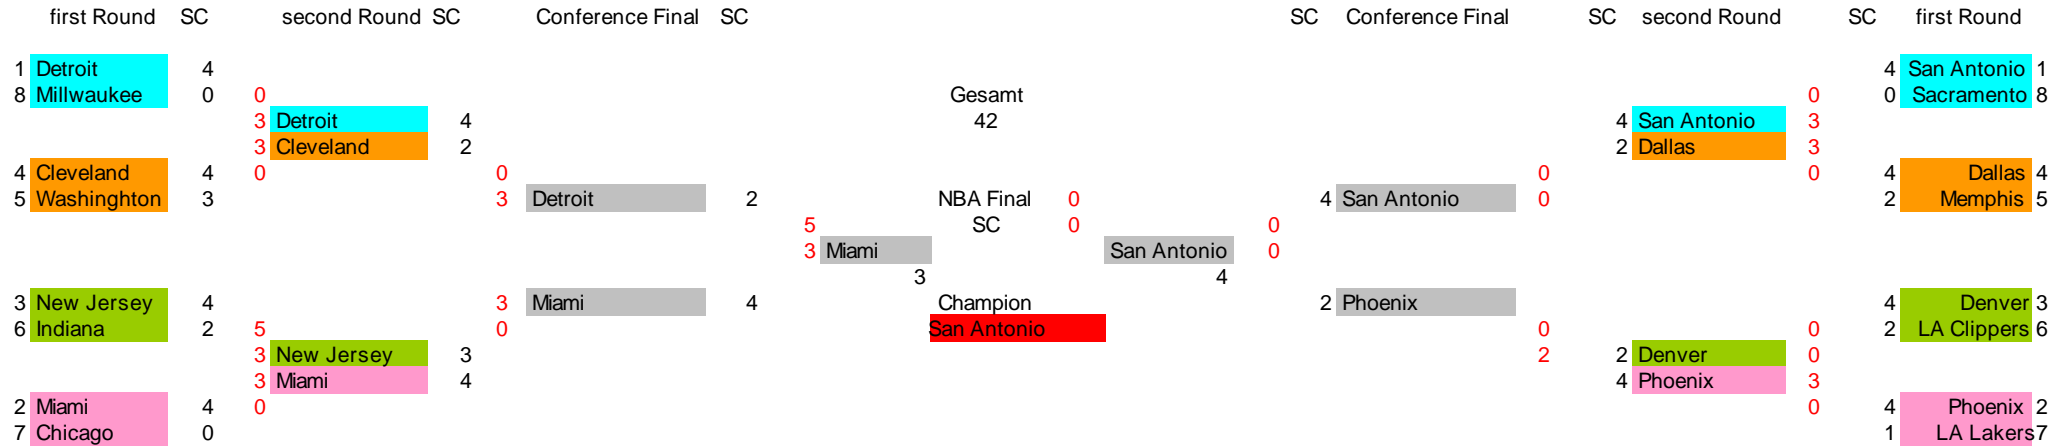 first Round SC second Round SC Conference Final SC SC Conference Final SC second Round SC first Round
1 Detroit 4 4 San Antonio 1
8 Millwaukee 0 0 Gesamt 0 0 Sacramento 8
3 Detroit 4 42 4 San Antonio 3
3 Cleveland 2 2 Dallas 3
4 Cleveland 4 0 0 0 0 4 Dallas 4
5 Washinghton 3 3 Detroit 2 NBA Final 0 4 San Antonio 0 2 Memphis 5
5 SC 0 0
3 Miami San Antonio 0
3 4
3 New Jersey 4 3 Miami 4 Champion 2 Phoenix 4 Denver 3
6 Indiana 2 5 0 San Antonio 0 0 2 LA Clippers 6
3 New Jersey 3 2 2 Denver 0
3 Miami 4 4 Phoenix 3
2 Miami 4 0 0 4 Phoenix 2
7 Chicago 0 1 LA Lakers 7